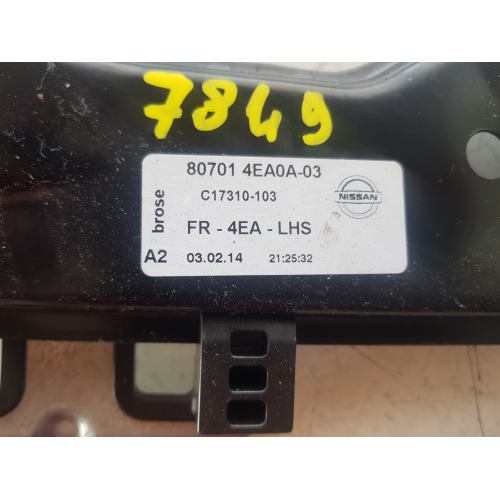 7849
80701 4EA0A-03
C17310-103
NISSAN
brose
FR - 4EA - LHS
A2 03.02.14 21:25:32